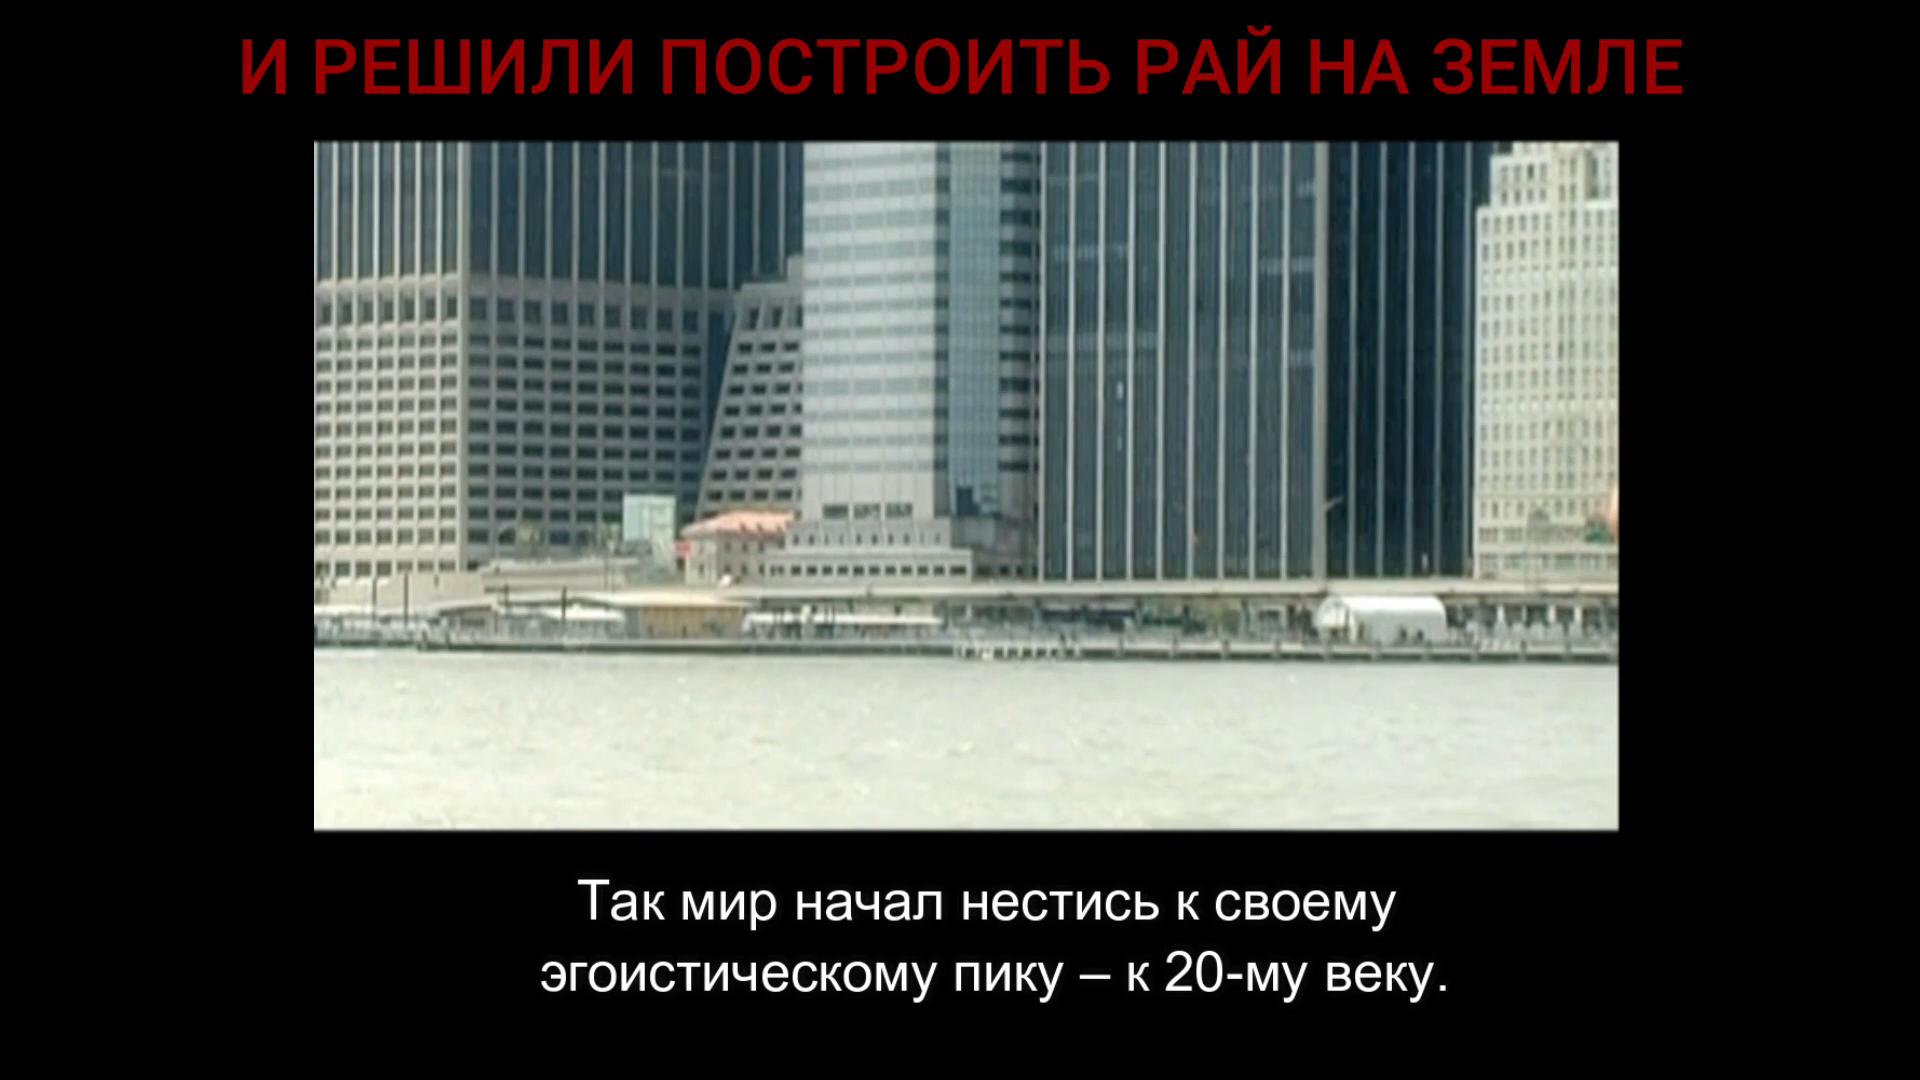 И РЕШИЛИ ПОСТРОИТЬ РАЙ НА ЗЕМЛЕ
Так мир начал нестись к своему
эгоистическому пику – к 20-му веку.